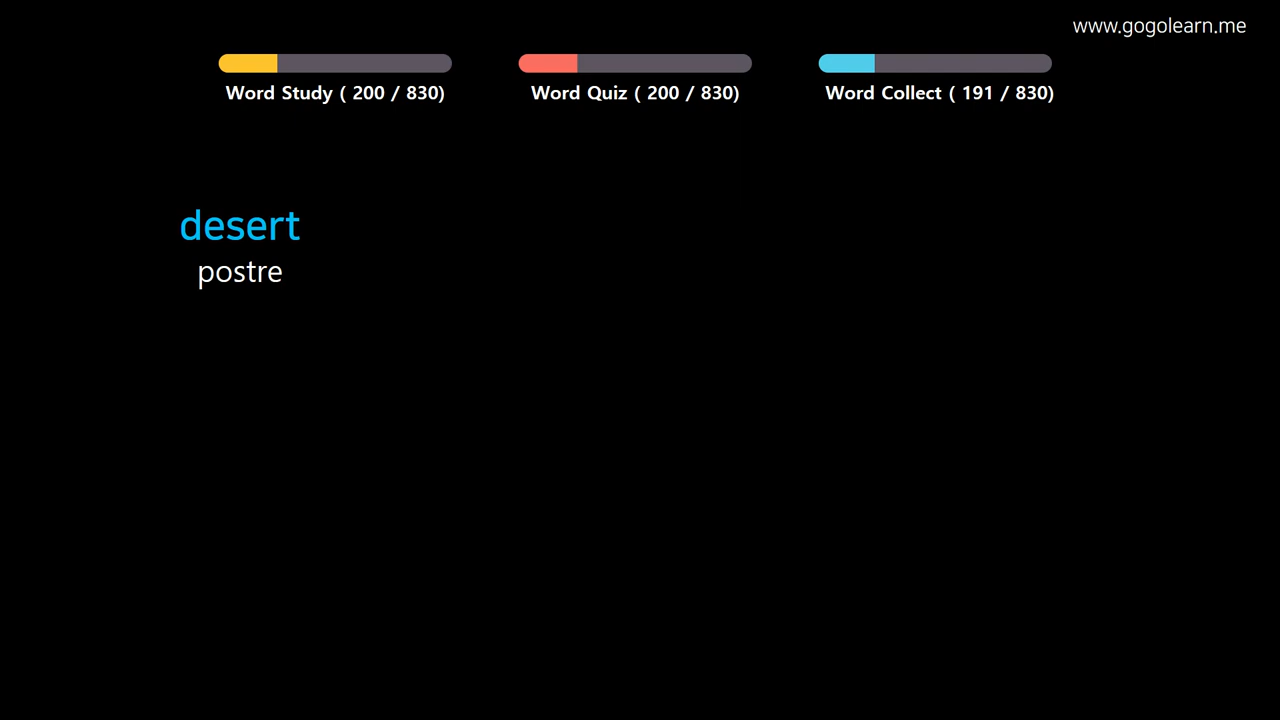 www.gogolearn.me
Word Study ( 200 / 830)
Word Quiz ( 200 / 830)
Word Collect ( 191 / 830)
desert
postre